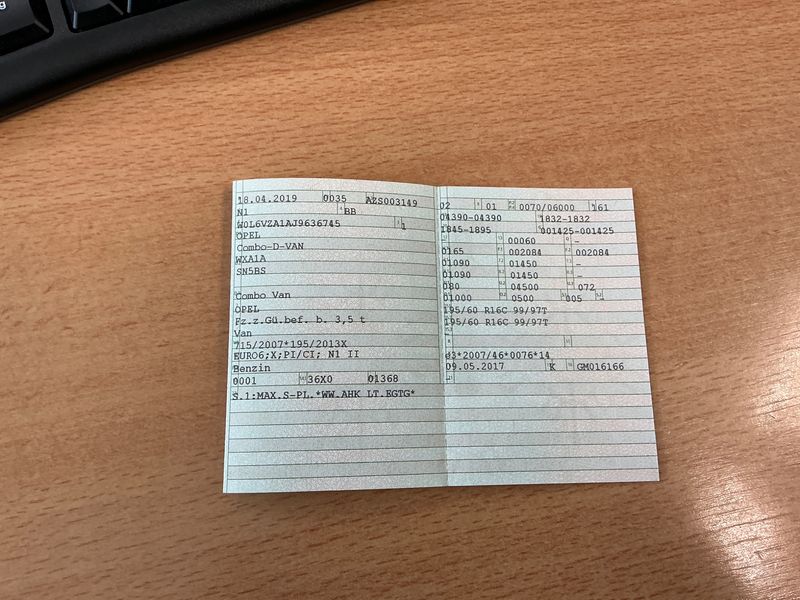 18.04.2019 0035 AZS003149
N1 BB
W0L6VZA1AJ9636745 1
OPEL
Combo-D-VAN
WXA1A
SN5BS
Combo Van
OPEL
Fz.z.Gü.bef. b. 3,5 t
Van
715/2007*195/2013X
EURO6;X;PI/CI; N1 II
Benzin
0001 36X0 01368
S.1:MAX.S-PL.*WW.AHK LT.EGTG*
02 01 0070/06000 161
04390-04390 1832-1832
1845-1895 001425-001425
- 00060 -
0165 002084 002084
01090 01450 -
01090 01450 -
080 04500 072
01000 0500 005 -
195/60 R16C 99/97T
195/60 R16C 99/97T
-
e3*2007/46*0076*14
09.05.2017 K GM016166
-